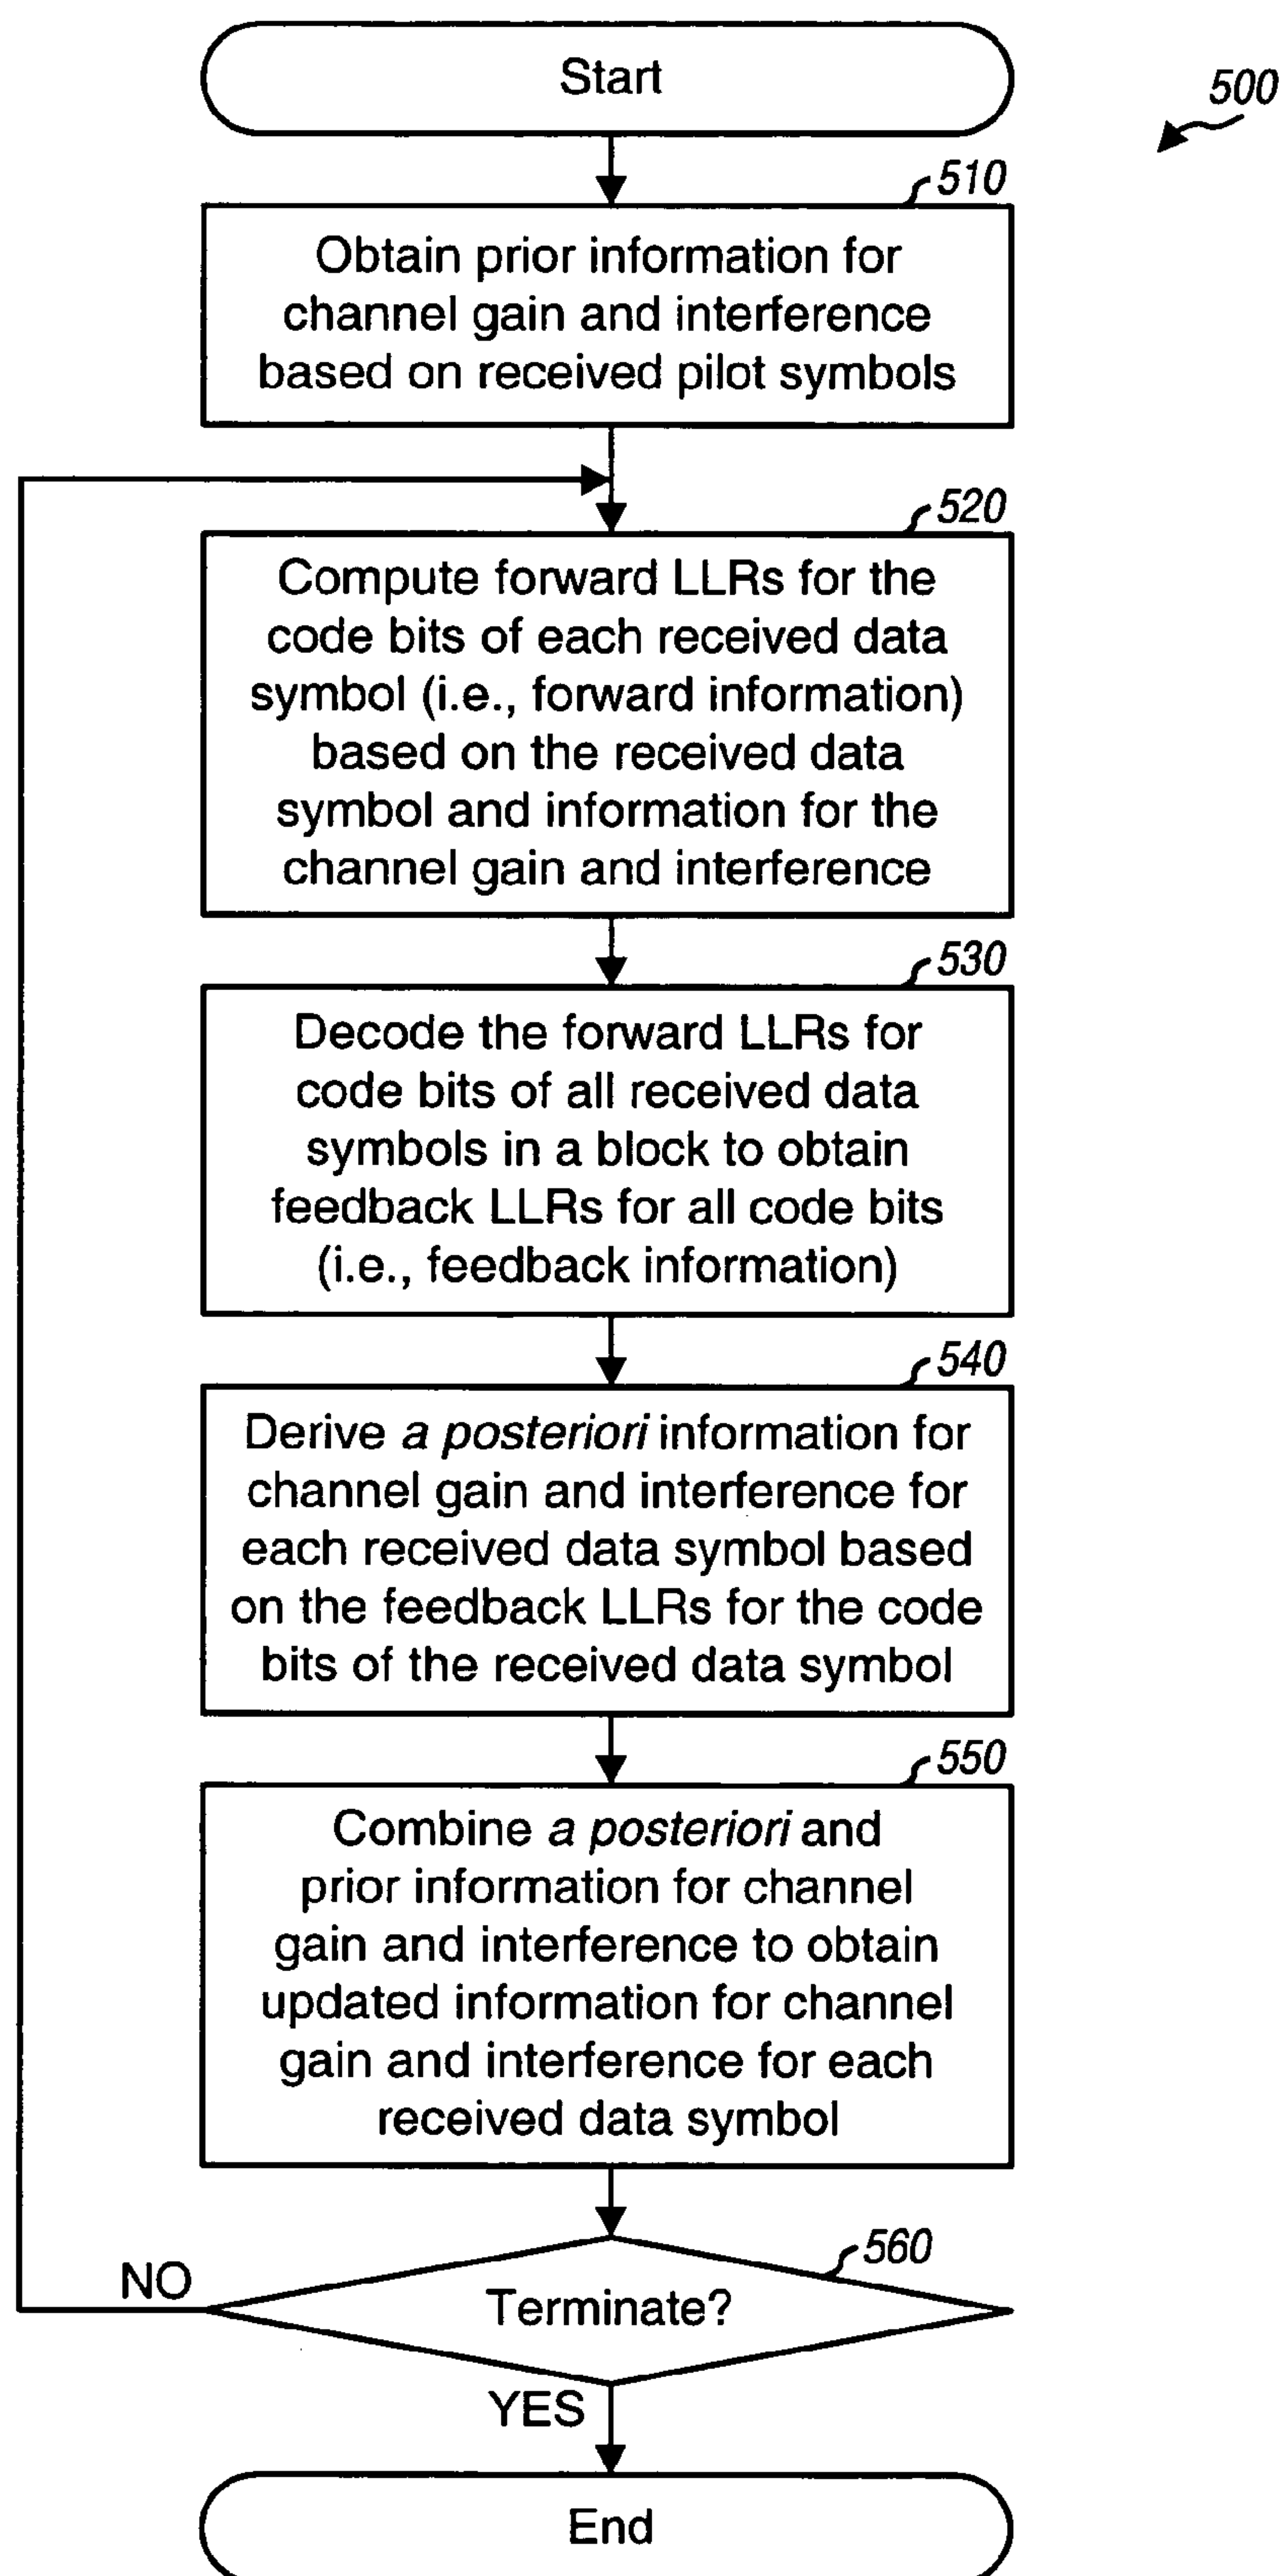 Start
500
510
Obtain prior information for
channel gain and interference
based on received pilot symbols
520
Compute forward LLRs for the
code bits of each received data
symbol (i.e., forward information)
based on the received data
symbol and information for the
channel gain and interference
530
Decode the forward LLRs for
code bits of all received data
symbols in a block to obtain
feedback LLRs for all code bits
(i.e., feedback information)
540
Derive a posteriori information for
channel gain and interference for
each received data symbol based
on the feedback LLRs for the code
bits of the received data symbol
550
Combine a posteriori and
prior information for channel
gain and interference to obtain
updated information for channel
gain and interference for each
received data symbol
560
NO
Terminate?
YES
End